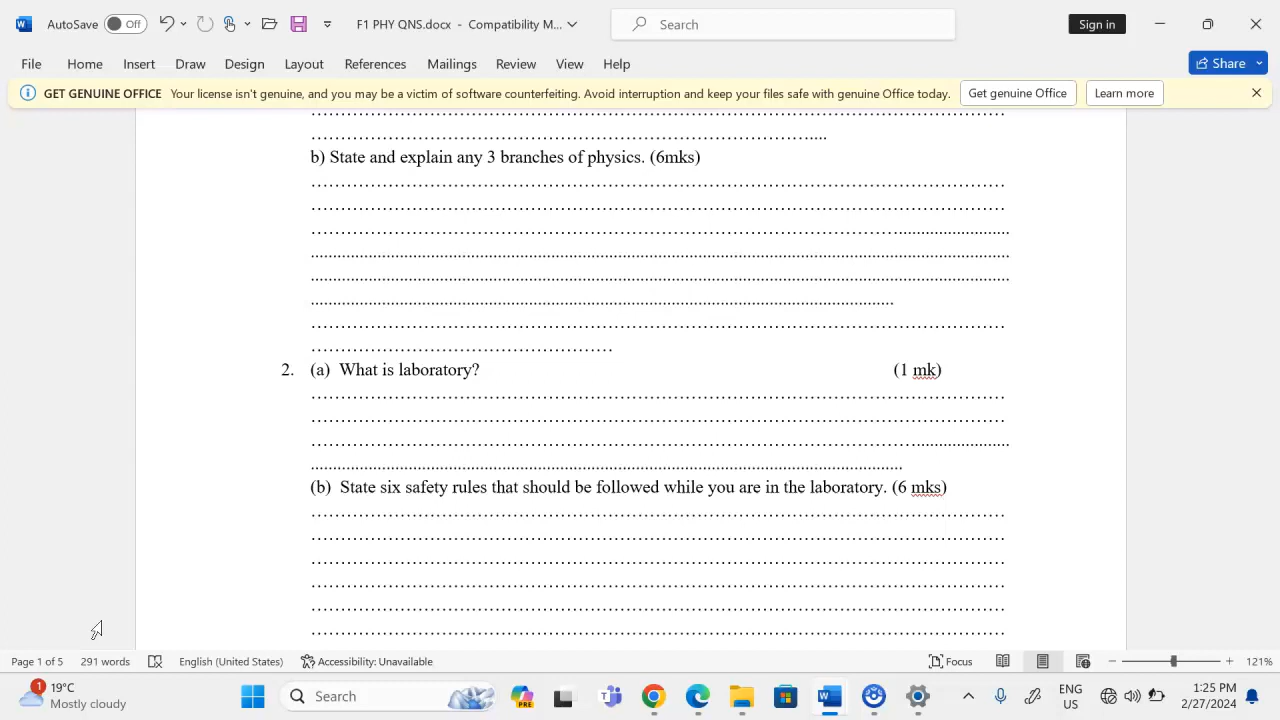 AutoSave Off F1 PHY QNS.docx - Compatibility M... Search Sign in
File Home Insert Draw Design Layout References Mailings Review View Help Share
GET GENUINE OFFICE Your license isn't genuine, and you may be a victim of software counterfeiting. Avoid interruption and keep your files safe with genuine Office today. Get genuine Office Learn more
b) State and explain any 3 branches of physics. (6mks)
2. (a) What is laboratory? (1 mk)
(b) State six safety rules that should be followed while you are in the laboratory. (6 mks)
Page 1 of 5 291 words English (United States) Accessibility: Unavailable Focus 121%
1 19°C
Mostly cloudy
Search
PRE
ENG
US
1:25 PM
2/27/2024